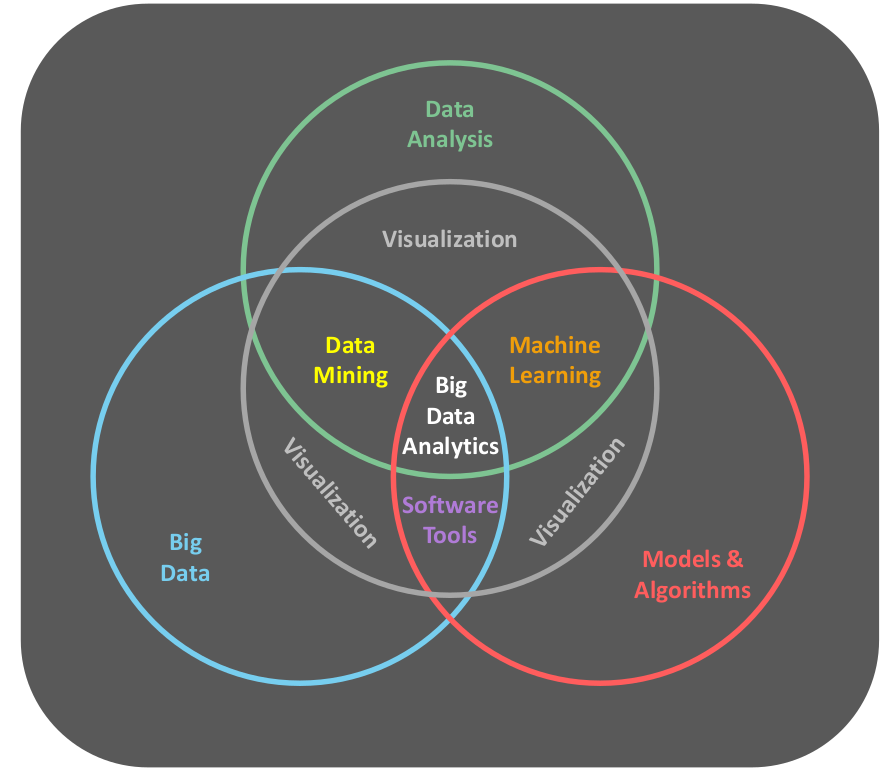 Data
Analysis
Visualization
Data
Mining
Machine
Learning
Big
Data
Analytics
Visualization
Visualization
Software
Tools
Big
Data
Models &
Algorithms